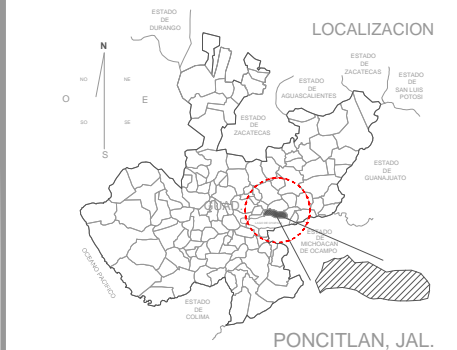 ESTADO
DE
DURANGO
LOCALIZACION
N
NO
NE
O
E
SO
SE
S
ESTADO
DE
ZACATECAS
ESTADO
DE
SAN LUIS
POTOSI
ESTADO
DE
AGUASCALIENTES
ESTADO
DE
ZACATECAS
ESTADO
DE
GUANAJUATO
ESTADO
DE
MICHOACAN
DE OCAMPO
OCEANO PACIFICO
ESTADO
DE
COLIMA
PONCITLAN, JAL.